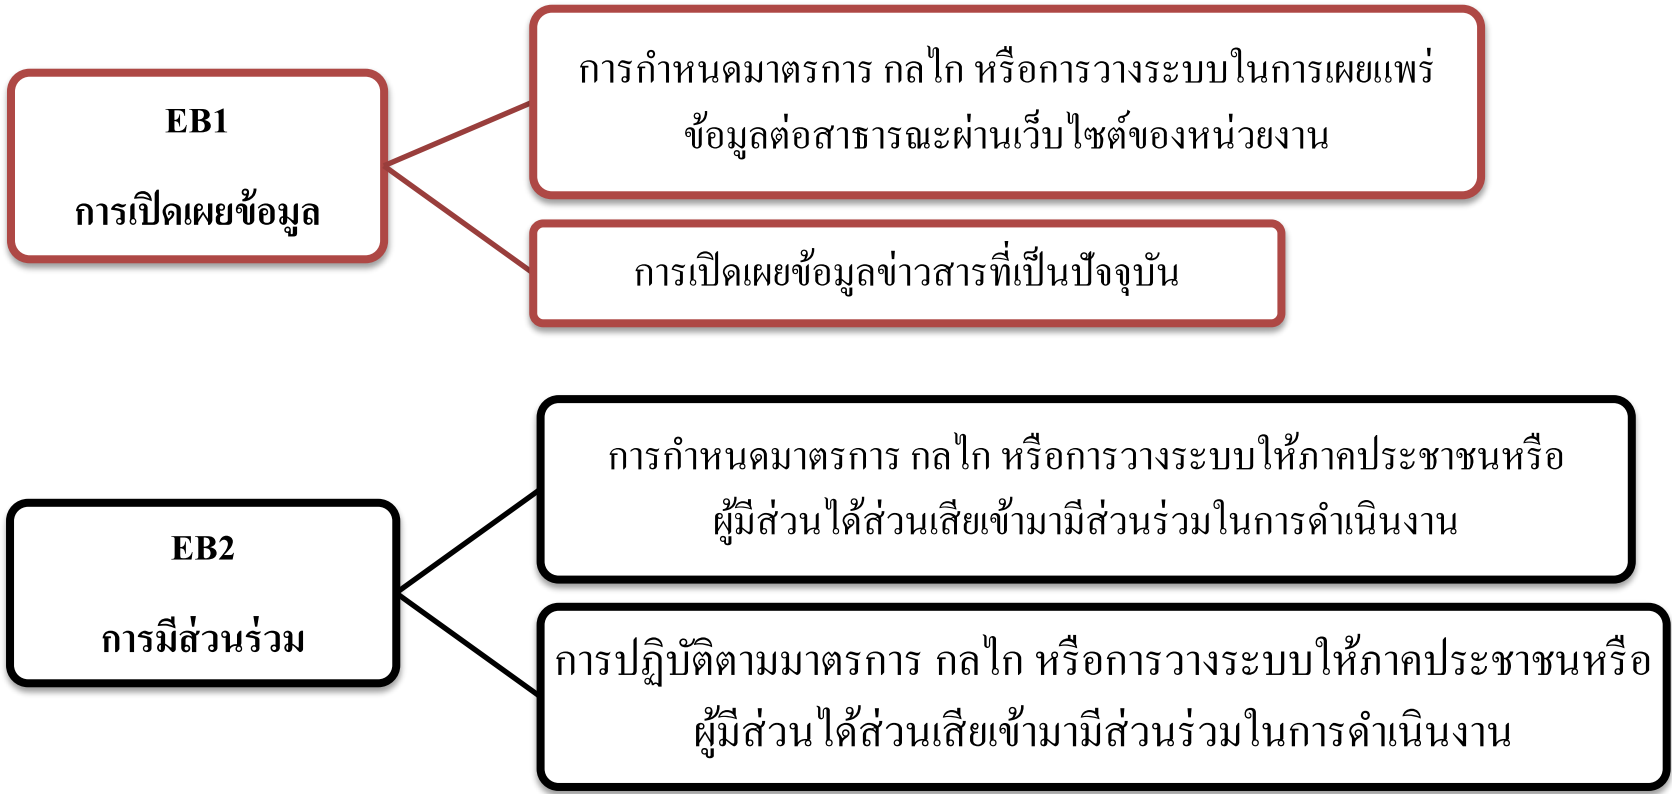 EB1
การเปิดเผยข้อมูล
การกำหนดมาตรการ กลไก หรือการวางระบบในการเผยแพร่
ข้อมูลต่อสาธารณะผ่านเว็บไซต์ของหน่วยงาน
การเปิดเผยข้อมูลข่าวสารที่เป็นปัจจุบัน
EB2
การมีส่วนร่วม
การกำหนดมาตรการ กลไก หรือการวางระบบให้ภาคประชาชนหรือ
ผู้มีส่วนได้ส่วนเสียเข้ามามีส่วนร่วมในการดำเนินงาน
การปฏิบัติตามมาตรการ กลไก หรือการวางระบบให้ภาคประชาชนหรือ
ผู้มีส่วนได้ส่วนเสียเข้ามามีส่วนร่วมในการดำเนินงาน